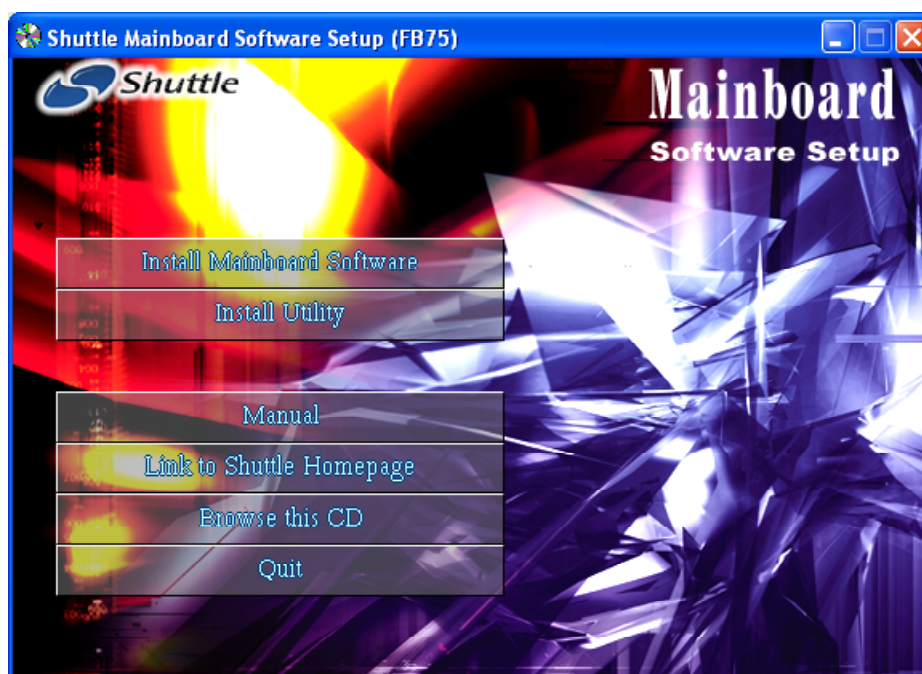 Shuttle Mainboard Software Setup (FB75)
Shuttle
Mainboard
Software Setup
Install Mainboard Software
Install Utility
Manual
Link to Shuttle Homepage
Browse this CD
Quit